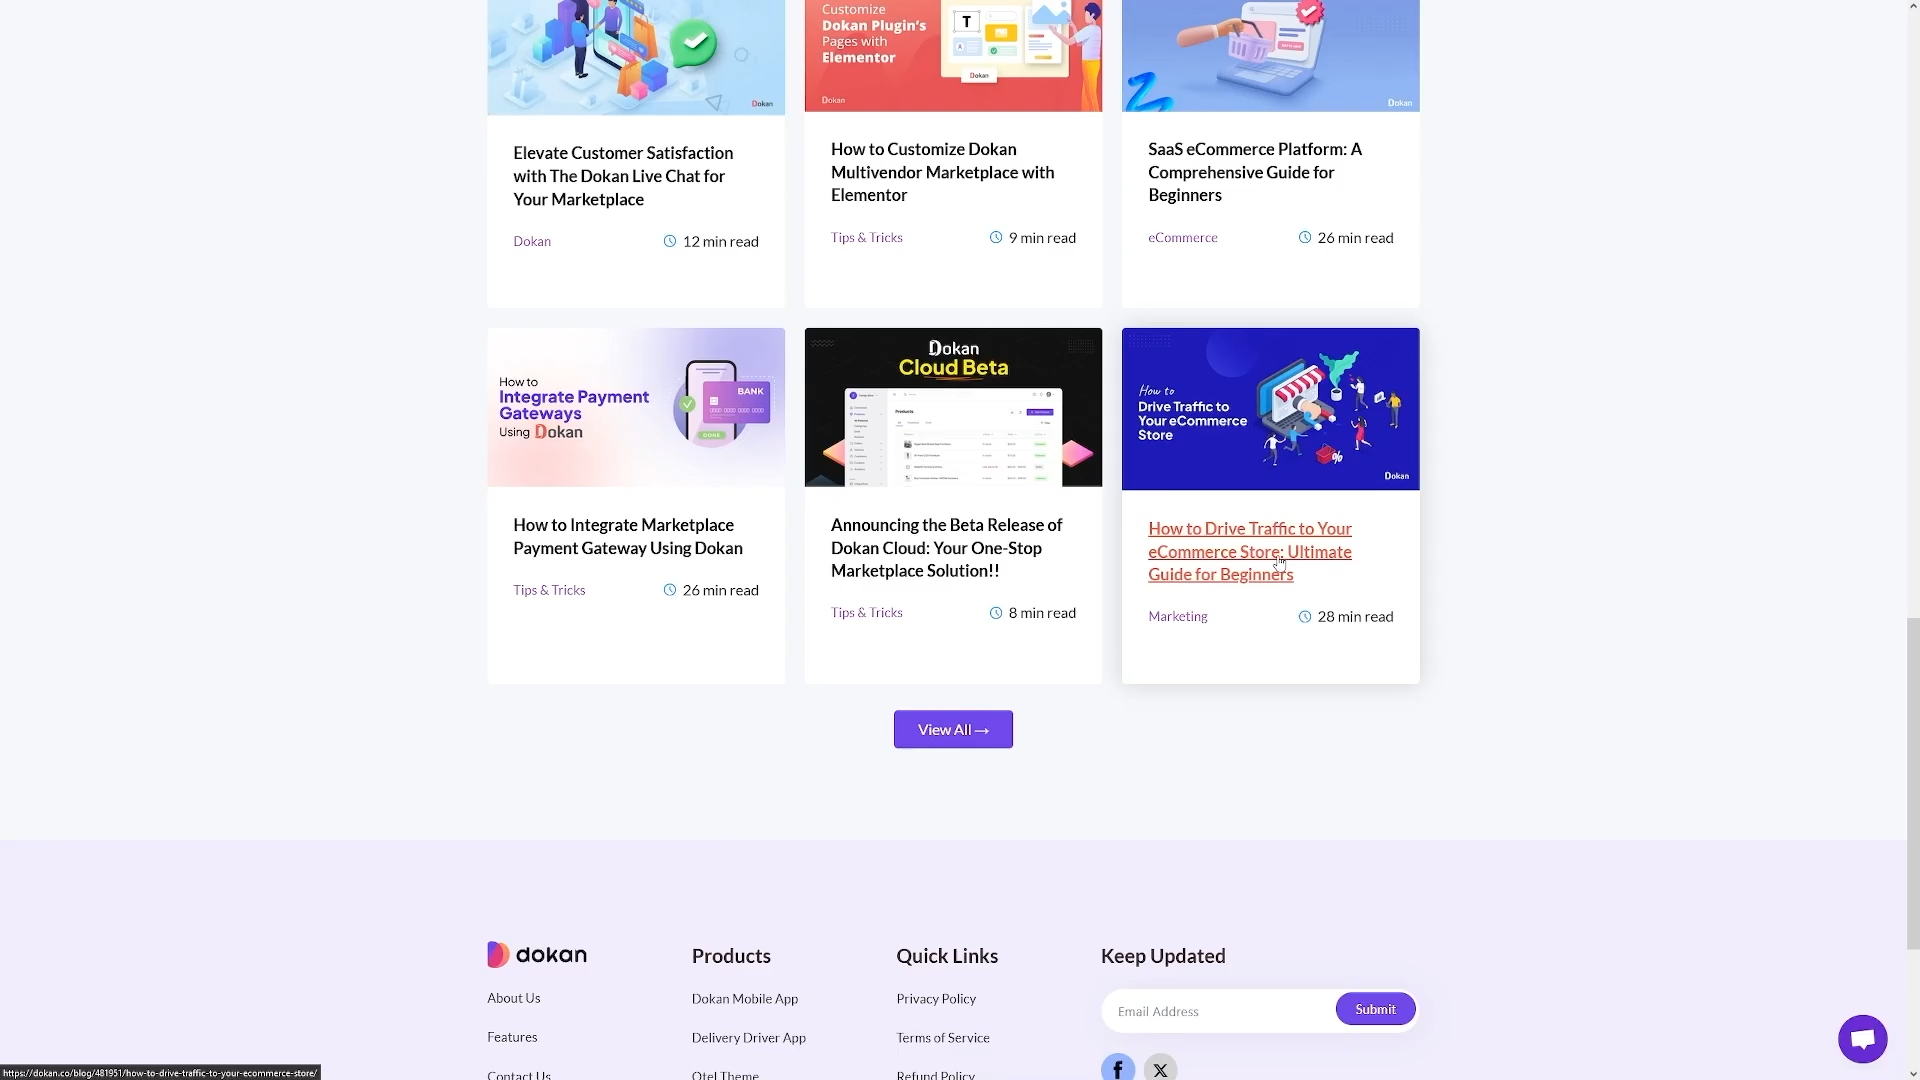 Dokan
Customize
Dokan Plugin's
Pages with
Elementor
T
Dokan
Dokan
Dokan
Elevate Customer Satisfaction
with The Dokan Live Chat for
Your Marketplace
Dokan
12 min read
How to Customize Dokan
Multivendor Marketplace with
Elementor
Tips & Tricks
9 min read
SaaS eCommerce Platform: A
Comprehensive Guide for
Beginners
eCommerce
26 min read
How to
Integrate Payment
Gateways
Using Dokan
BANK
DONE
Dokan
Cloud Beta
Products
How to
Drive Traffic to
Your eCommerce
Store
%
Dokan
How to Integrate Marketplace
Payment Gateway Using Dokan
Tips & Tricks
26 min read
Announcing the Beta Release of
Dokan Cloud: Your One-Stop
Marketplace Solution!!
Tips & Tricks
8 min read
How to Drive Traffic to Your
eCommerce Store: Ultimate
Guide for Beginners
Marketing
28 min read
View All →
dokan
About Us
Features
Contact Us
Products
Dokan Mobile App
Delivery Driver App
Otel Theme
Quick Links
Privacy Policy
Terms of Service
Refund Policy
Keep Updated
Email Address
Submit
f
X
https://dokan.co/blog/481951/how-to-drive-traffic-to-your-ecommerce-store/